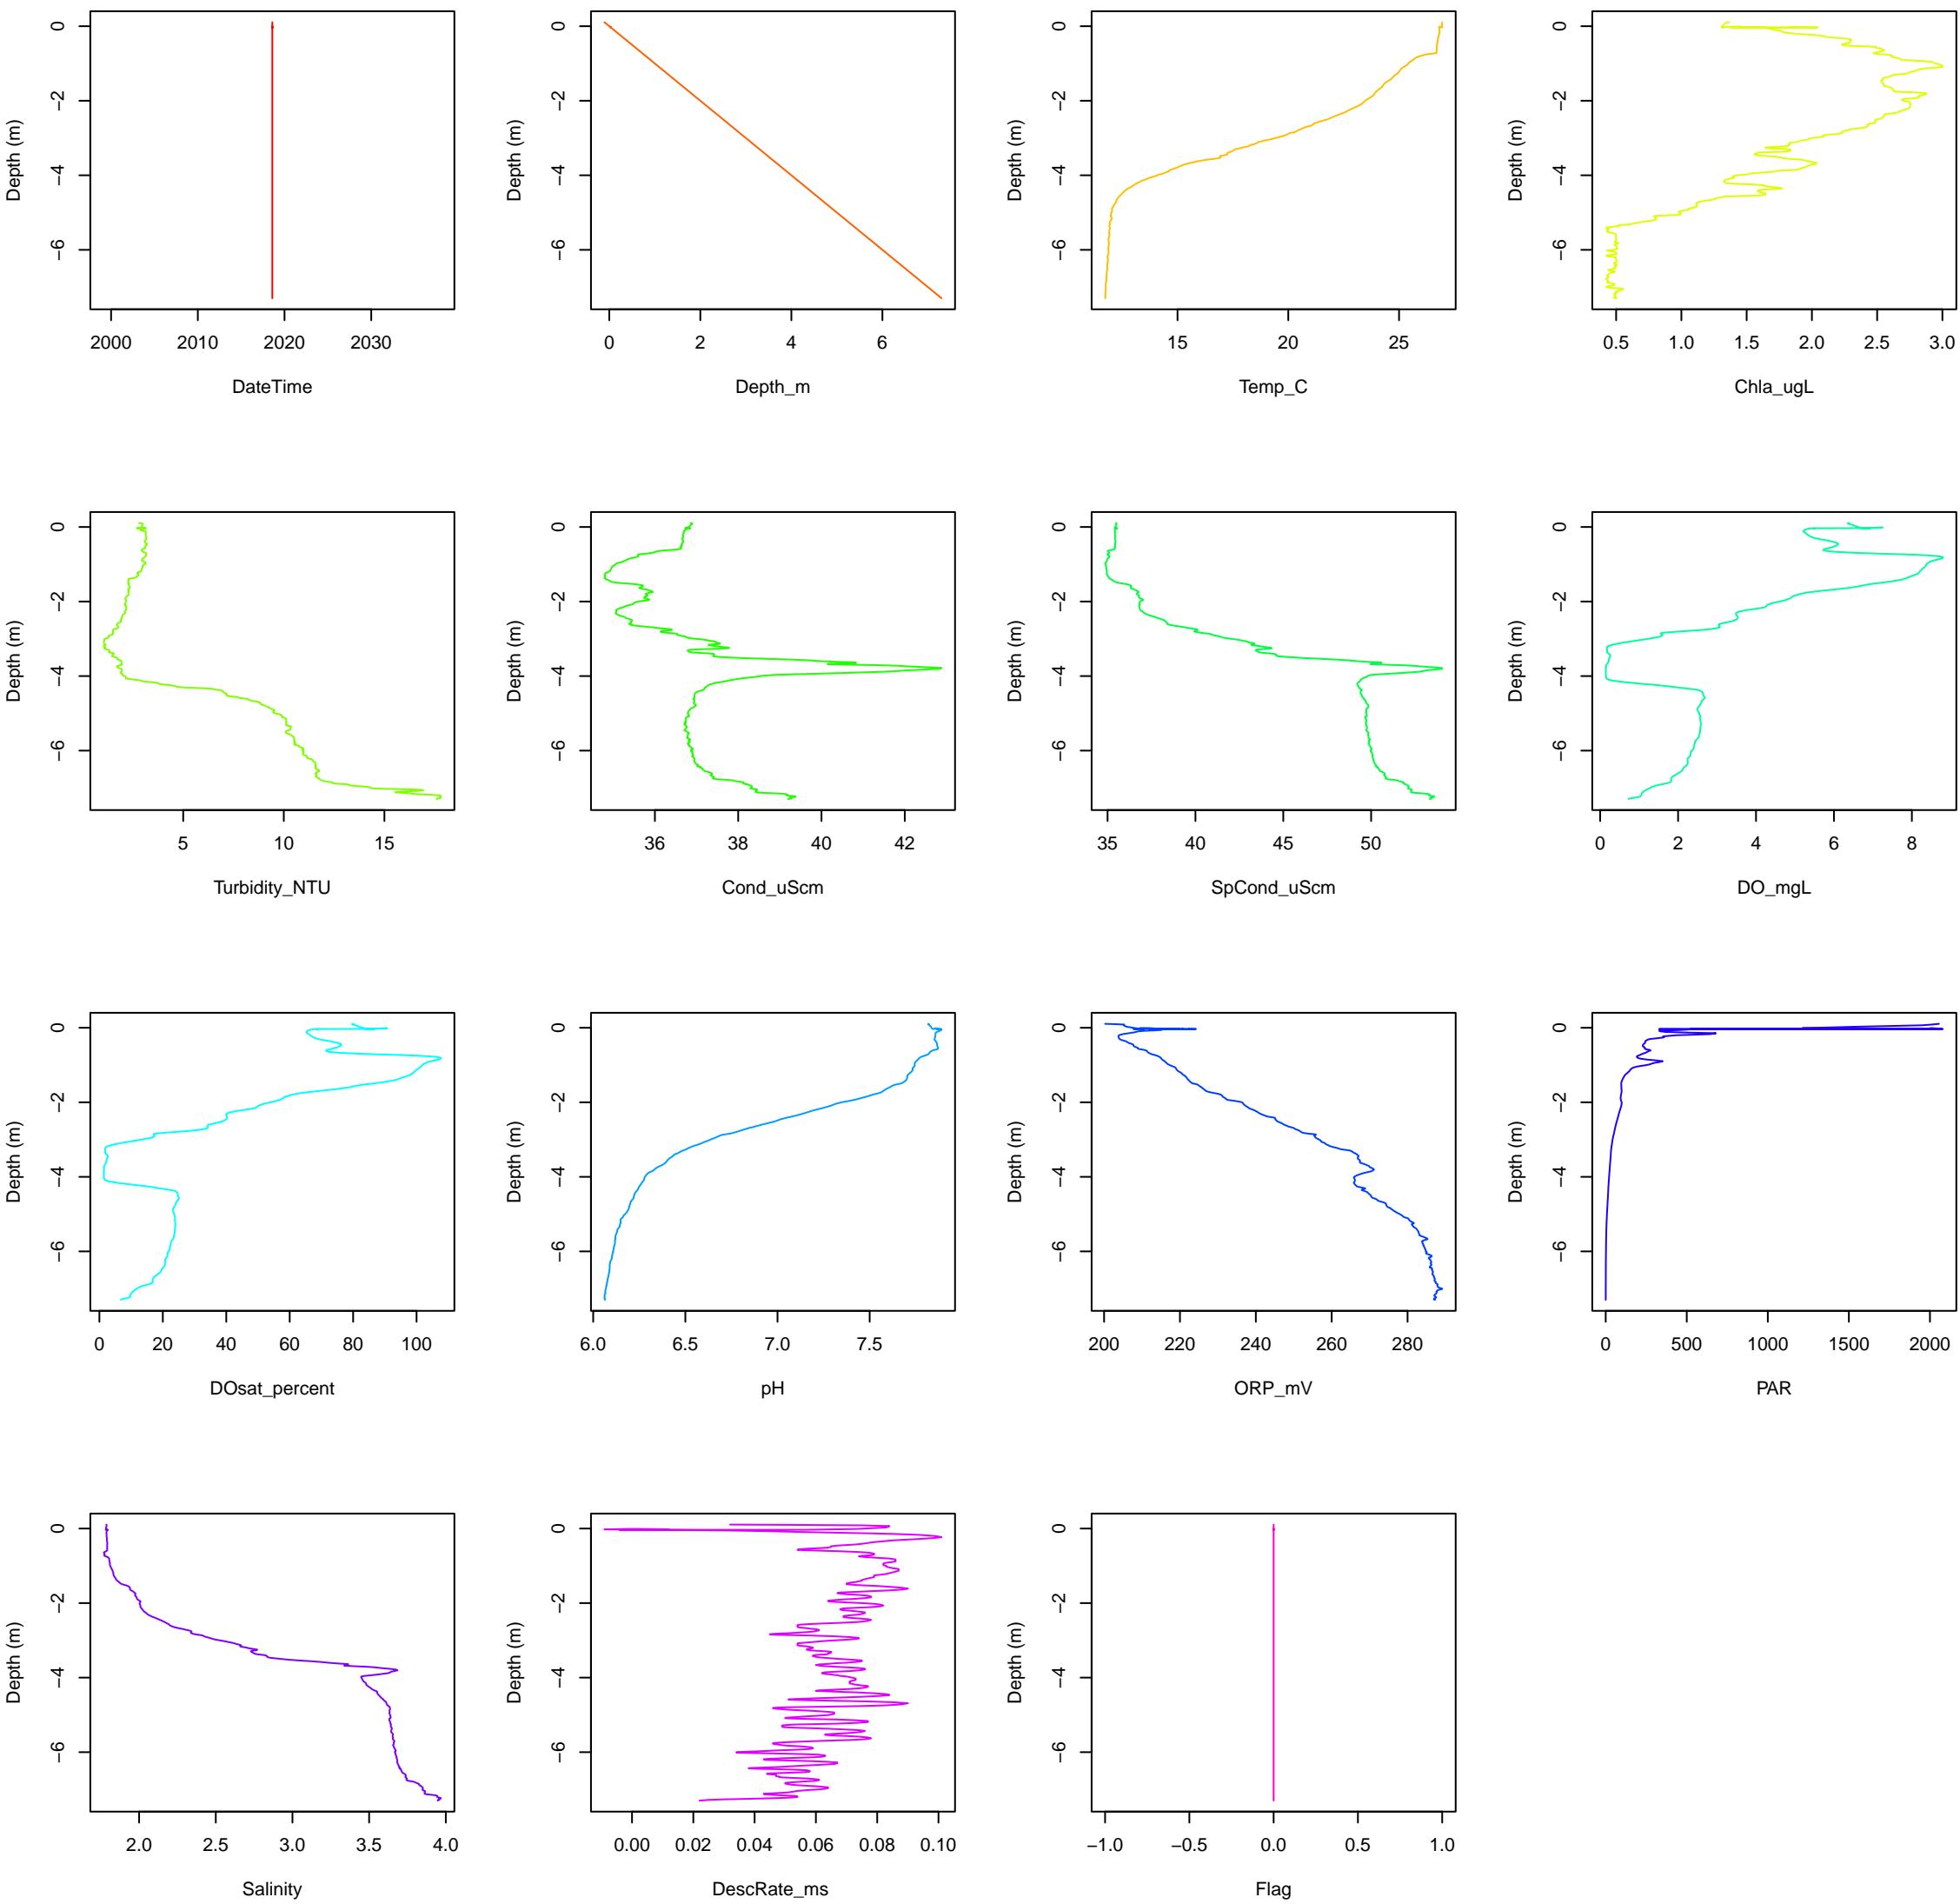 Depth (m)
0
−2
−4
−6
2000 2010 2020 2030
DateTime
Depth (m)
0
−2
−4
−6
0 2 4 6
Depth_m
Depth (m)
0
−2
−4
−6
15 20 25
Temp_C
Depth (m)
0
−2
−4
−6
0.5 1.0 1.5 2.0 2.5 3.0
Chla_ugL
Depth (m)
0
−2
−4
−6
5 10 15
Turbidity_NTU
Depth (m)
0
−2
−4
−6
36 38 40 42
Cond_uScm
Depth (m)
0
−2
−4
−6
35 40 45 50
SpCond_uScm
Depth (m)
0
−2
−4
−6
0 2 4 6 8
DO_mgL
Depth (m)
0
−2
−4
−6
0 20 40 60 80 100
DOsat_percent
Depth (m)
0
−2
−4
−6
6.0 6.5 7.0 7.5
pH
Depth (m)
0
−2
−4
−6
200 220 240 260 280
ORP_mV
Depth (m)
0
−2
−4
−6
0 500 1000 1500 2000
PAR
Depth (m)
0
−2
−4
−6
2.0 2.5 3.0 3.5 4.0
Salinity
Depth (m)
0
−2
−4
−6
0.00 0.02 0.04 0.06 0.08 0.10
DescRate_ms
Depth (m)
0
−2
−4
−6
−1.0 −0.5 0.0 0.5 1.0
Flag